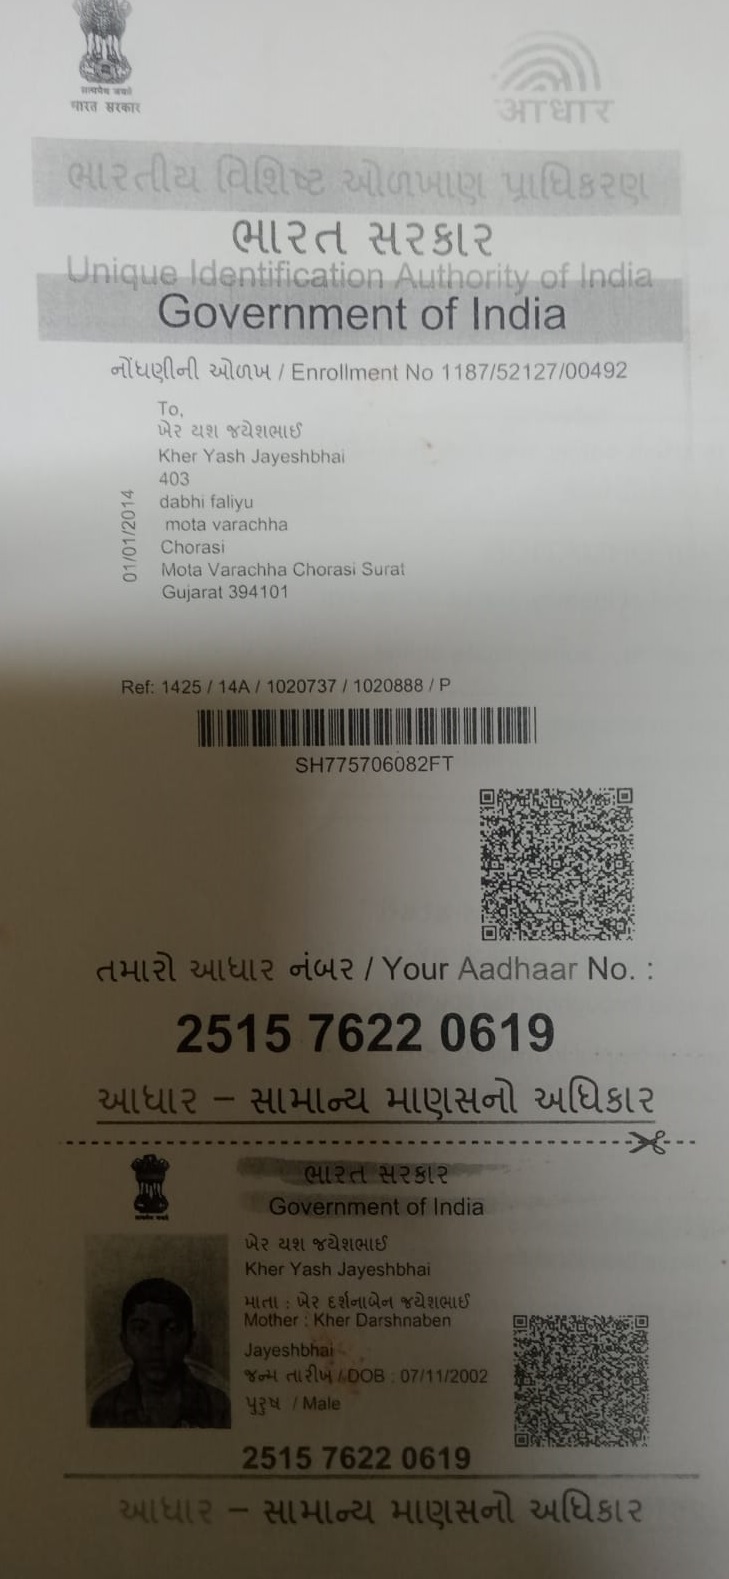 सत्यमेव जयते
भारत सरकार
आधार
ભારતીય વિશિષ્ટ ઓળખાણ પ્રાધિકરણ
ભારત સરકાર
Unique Identification Authority of India
Government of India
નોંધણીની ઓળખ / Enrollment No 1187/52127/00492
To,
ખેર યશ જયેશભાઈ
Kher Yash Jayeshbhai
403
dabhi faliyu
mota varachha
Chorasi
Mota Varachha Chorasi Surat
Gujarat 394101
01/01/2014
Ref: 1425 / 14A / 1020737 / 1020888 / P
SH775706082FT
તમારો આધાર નંબર / Your Aadhaar No. :
2515 7622 0619
આધાર – સામાન્ય માણસનો અધિકાર
ભારત સરકાર
Government of India
ખેર યશ જયેશભાઈ
Kher Yash Jayeshbhai
માતા : ખેર દર્શનાબેન જયેશભાઈ
Mother : Kher Darshnaben
Jayeshbhai
જન્મ તારીખ / DOB : 07/11/2002
પુરુષ / Male
2515 7622 0619
આધાર – સામાન્ય માણસનો અધિકાર